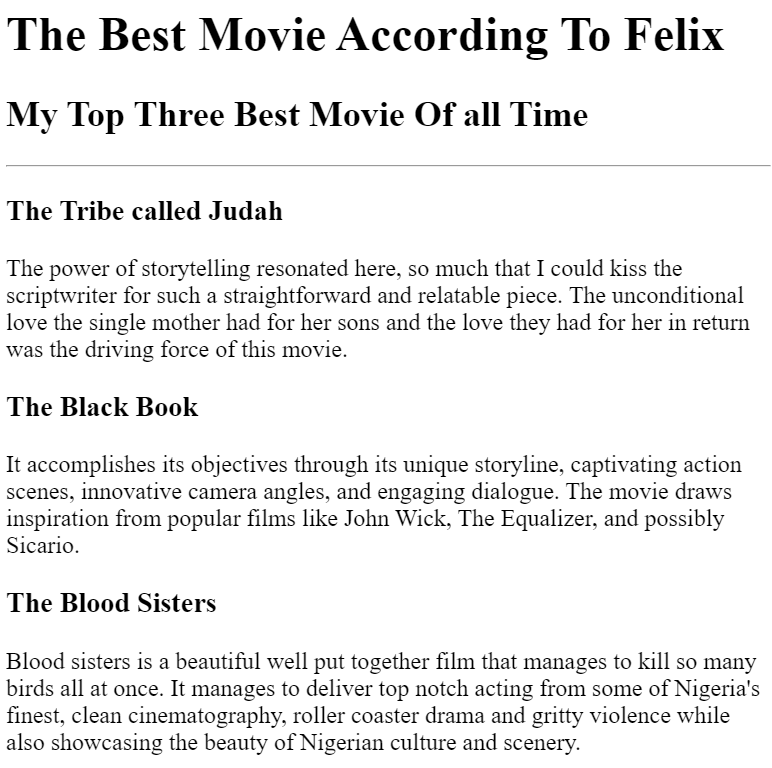 The Best Movie According To Felix
My Top Three Best Movie Of all Time
The Tribe called Judah
The power of storytelling resonated here, so much that I could kiss the
scriptwriter for such a straightforward and relatable piece. The unconditional
love the single mother had for her sons and the love they had for her in return
was the driving force of this movie.
The Black Book
It accomplishes its objectives through its unique storyline, captivating action
scenes, innovative camera angles, and engaging dialogue. The movie draws
inspiration from popular films like John Wick, The Equalizer, and possibly
Sicario.
The Blood Sisters
Blood sisters is a beautiful well put together film that manages to kill so many
birds all at once. It manages to deliver top notch acting from some of Nigeria's
finest, clean cinematography, roller coaster drama and gritty violence while
also showcasing the beauty of Nigerian culture and scenery.